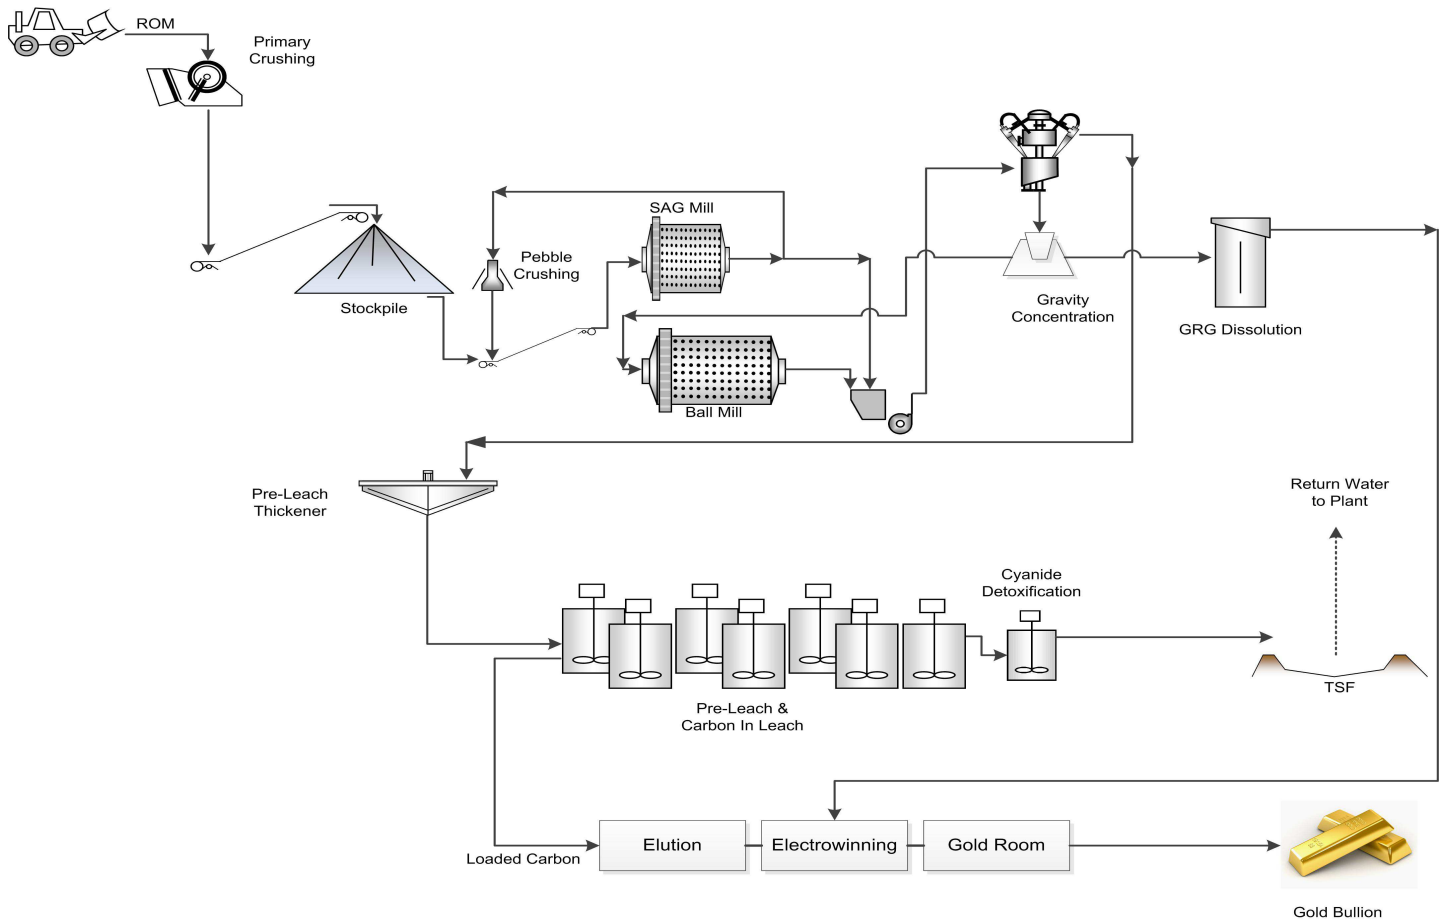 ROM
Primary
Crushing
SAG Mill
Pebble
Crushing
Stockpile
Gravity
Concentration
GRG Dissolution
Ball Mill
Pre-Leach
Thickener
Return Water
to Plant
Cyanide
Detoxification
TSF
Pre-Leach &
Carbon In Leach
Loaded Carbon
Elution
Electrowinning
Gold Room
Gold Bullion